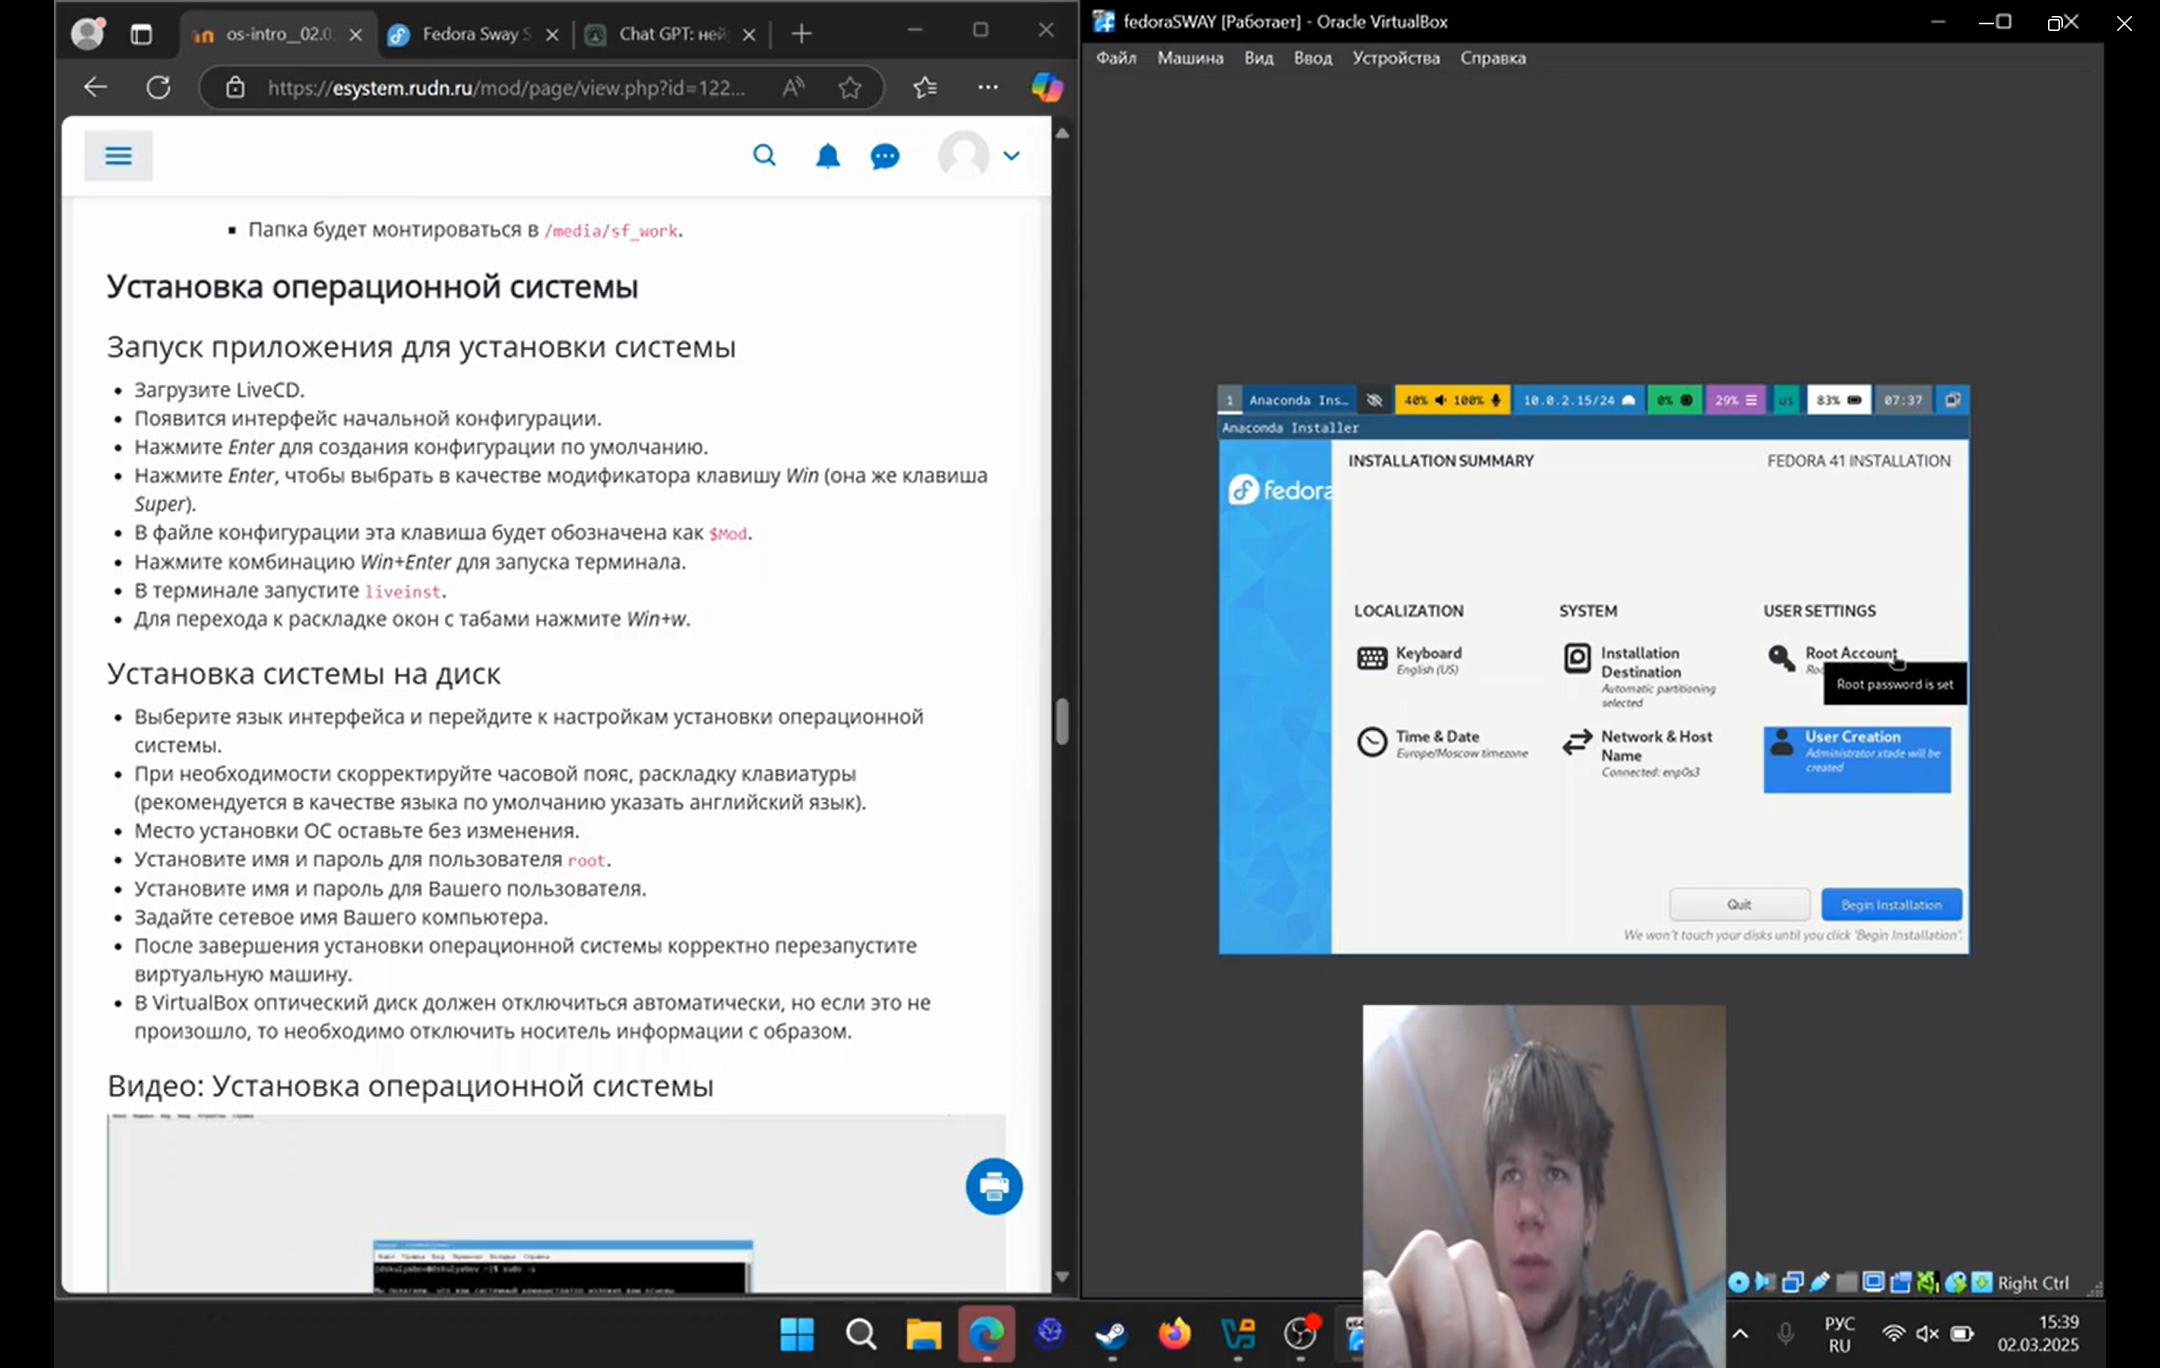 os-intro__02.0
Fedora Sway S
Chat GPT: ней
https://esystem.rudn.ru/mod/page/view.php?id=122...
Папка будет монтироваться в /media/sf_work.
Установка операционной системы
Запуск приложения для установки системы
Загрузите LiveCD.
Появится интерфейс начальной конфигурации.
Нажмите Enter для создания конфигурации по умолчанию.
Нажмите Enter, чтобы выбрать в качестве модификатора клавишу Win (она же клавиша
Super).
В файле конфигурации эта клавиша будет обозначена как $Mod.
Нажмите комбинацию Win+Enter для запуска терминала.
В терминале запустите liveinst.
Для перехода к раскладке окон с табами нажмите Win+w.
Установка системы на диск
Выберите язык интерфейса и перейдите к настройкам установки операционной
системы.
При необходимости скорректируйте часовой пояс, раскладку клавиатуры
(рекомендуется в качестве языка по умолчанию указать английский язык).
Место установки ОС оставьте без изменения.
Установите имя и пароль для пользователя root.
Установите имя и пароль для Вашего пользователя.
Задайте сетевое имя Вашего компьютера.
После завершения установки операционной системы корректно перезапустите
виртуальную машину.
В VirtualBox оптический диск должен отключиться автоматически, но если это не
произошло, то необходимо отключить носитель информации с образом.
Видео: Установка операционной системы
fedoraSWAY [Работает] - Oracle VirtualBox
Файл Машина Вид Ввод Устройства Справка
1 Anaconda Ins… 40% 100% 10.0.2.15/24 0% 29% us 83% 07:37
Anaconda Installer
fedora
INSTALLATION SUMMARY
FEDORA 41 INSTALLATION
LOCALIZATION
Keyboard
English (US)
Time & Date
Europe/Moscow timezone
SYSTEM
Installation
Destination
Automatic partitioning
selected
Network & Host
Name
Connected: enp0s3
USER SETTINGS
Root Account
Root password is set
User Creation
Administrator xtade will be
created
Quit
Begin Installation
We won't touch your disks until you click 'Begin Installation'.
Right Ctrl
РУС
RU
15:39
02.03.2025